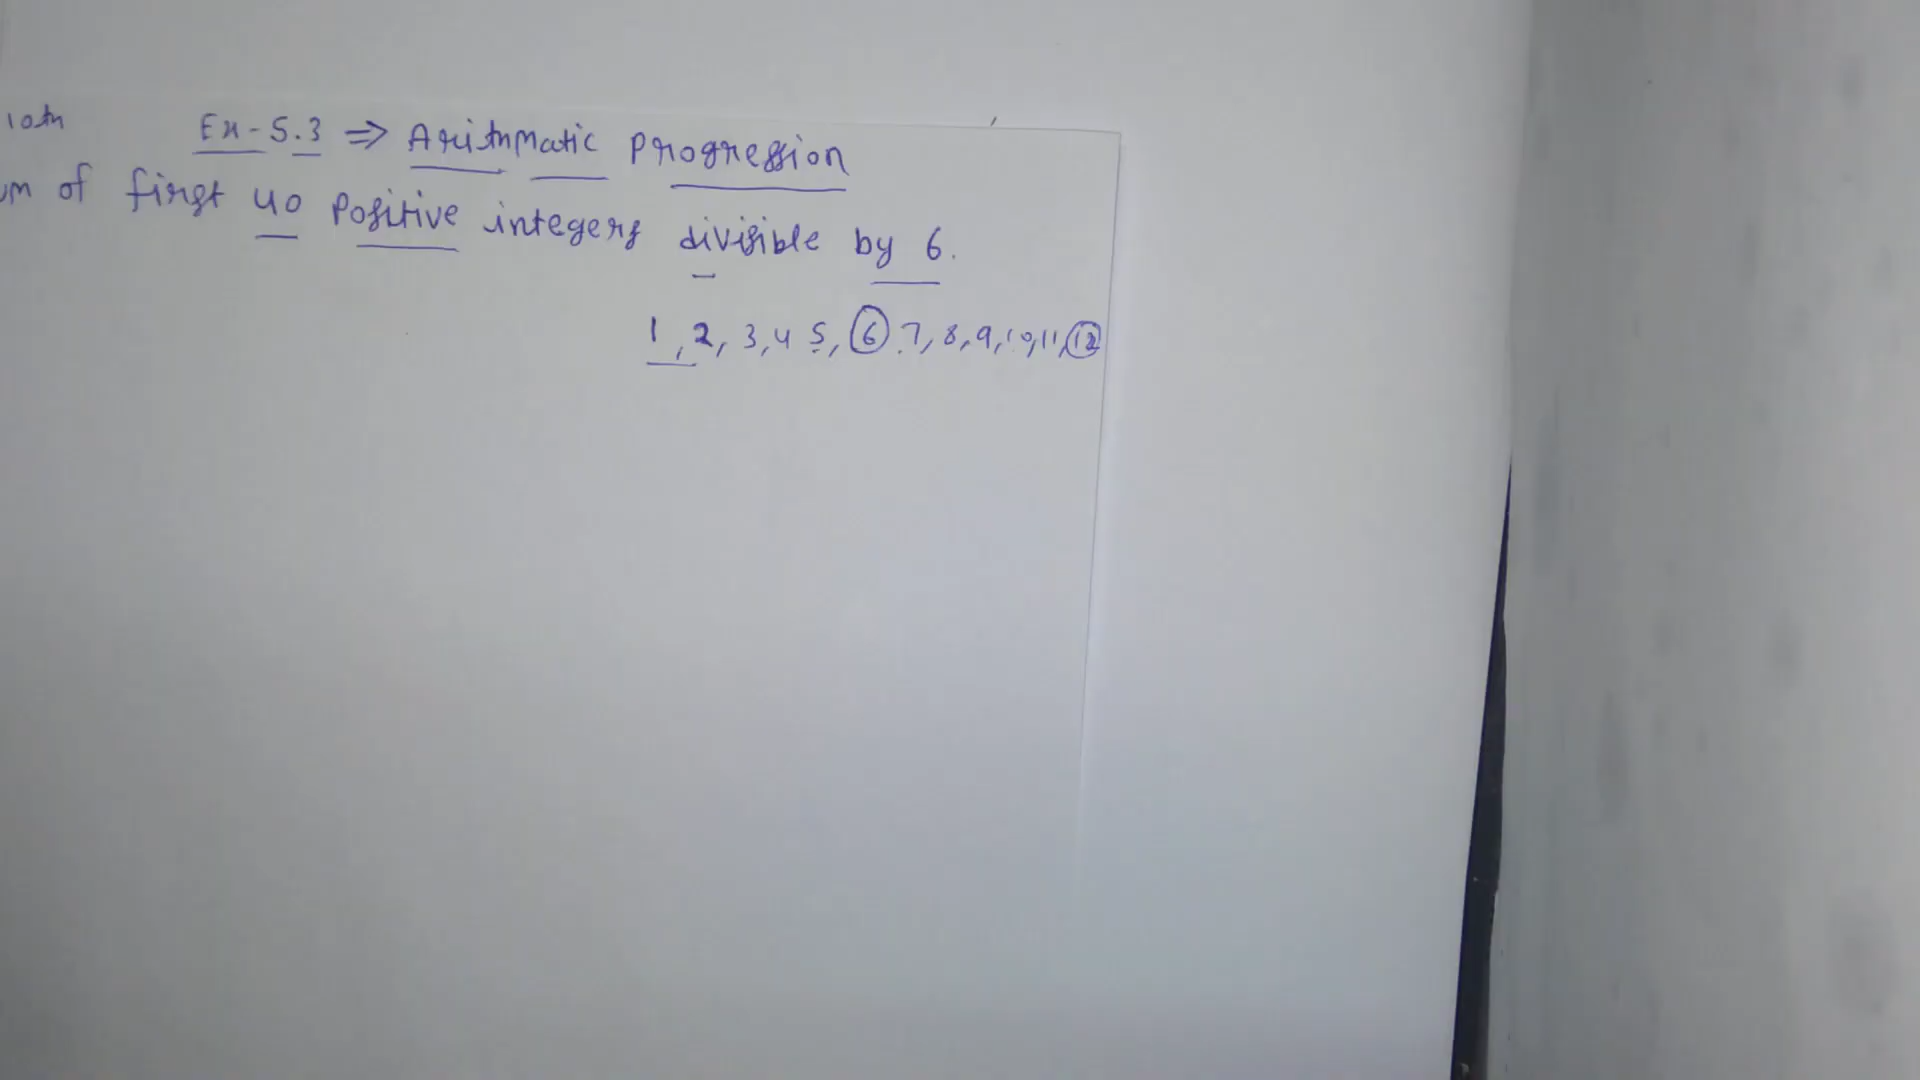 10th Ex-5.3 ⇒ Arithmatic Progression
of first 40 Positive integers divisible by 6.
1, 2, 3, 4 5, 6 7, 8, 9, 10, 11, 12